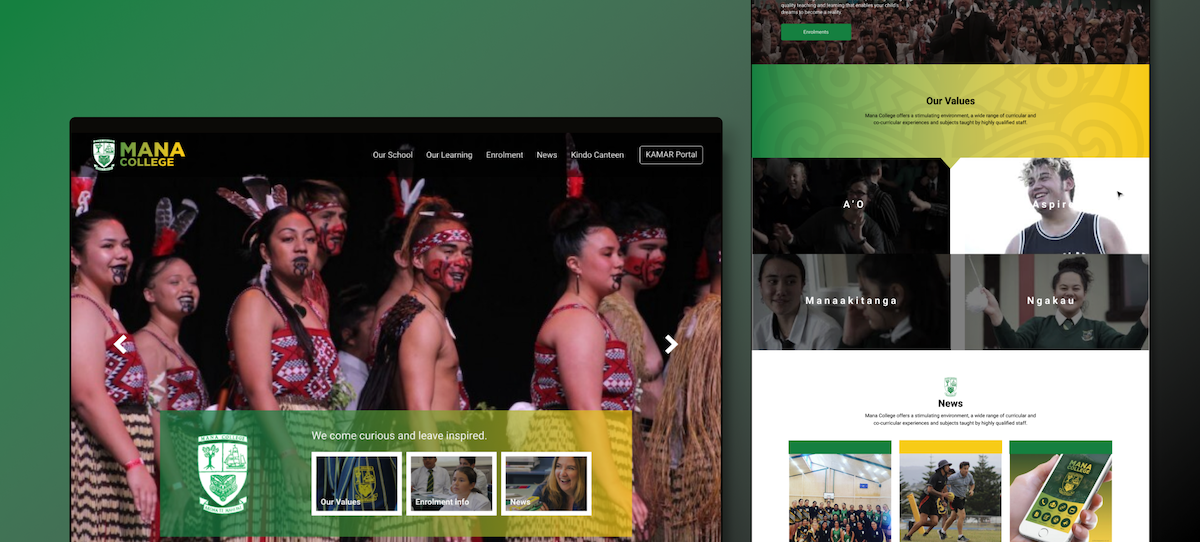 MANA
COLLEGE
Our School
Our Learning
Enrolment
News
Kindo Canteen
KAMAR Portal
MANA COLLEGE
We come curious and leave inspired.
Our Values
Enrolment Info
News
quality teaching and learning that enables your child's
dreams to become a reality.
Enrolments
Our Values
Mana College offers a stimulating environment, a wide range of curricular and
co-curricular experiences and subjects taught by highly qualified staff.
A'O
Aspire
Manaakitanga
Ngakau
News
Mana College offers a stimulating environment, a wide range of curricular and
co-curricular experiences and subjects taught by highly qualified staff.
MANA
COLLEGE